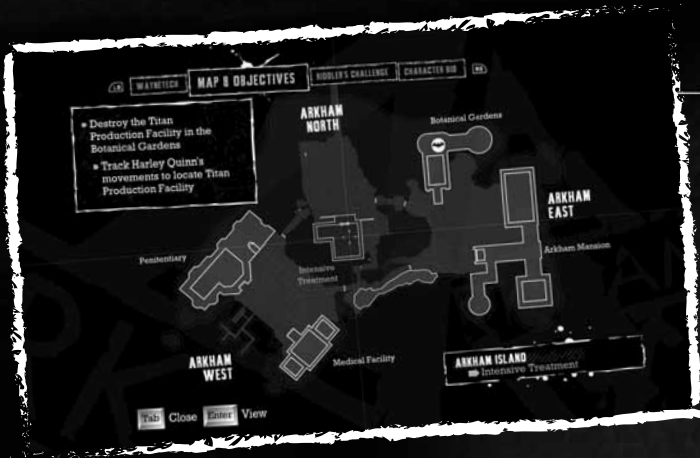 LB
WAYNETECH
MAP & OBJECTIVES
RIDDLER'S CHALLENGE
CHARACTER BIO
RB
Destroy the Titan
Production Facility in the
Botanical Gardens
Track Harley Quinn's
movements to locate Titan
Production Facility
ARKHAM
NORTH
Botanical Gardens
ARKHAM
EAST
Arkham Mansion
Penitentiary
Intensive
Treatment
ARKHAM
WEST
Medical Facility
ARKHAM ISLAND
Intensive Treatment
Tab Close Enter View